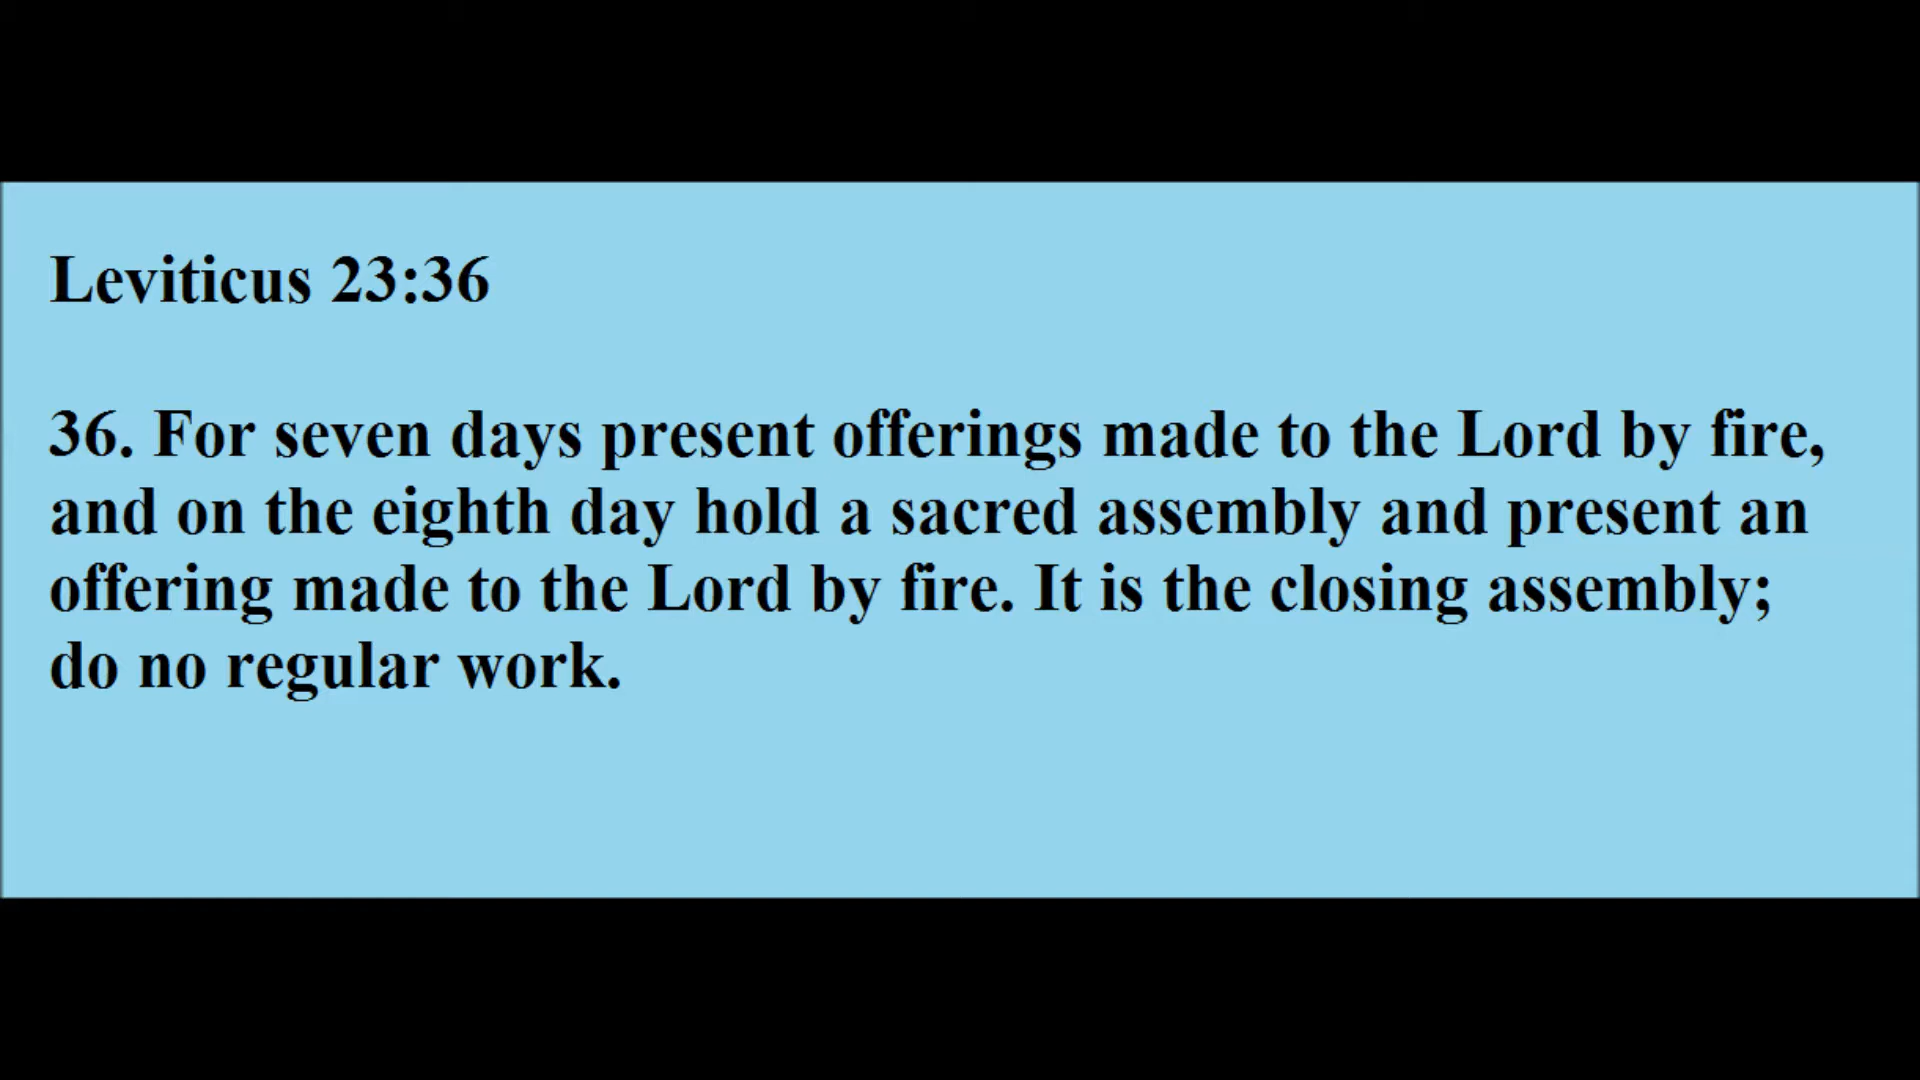 Leviticus 23:36
36. For seven days present offerings made to the Lord by fire,
and on the eighth day hold a sacred assembly and present an
offering made to the Lord by fire. It is the closing assembly;
do no regular work.